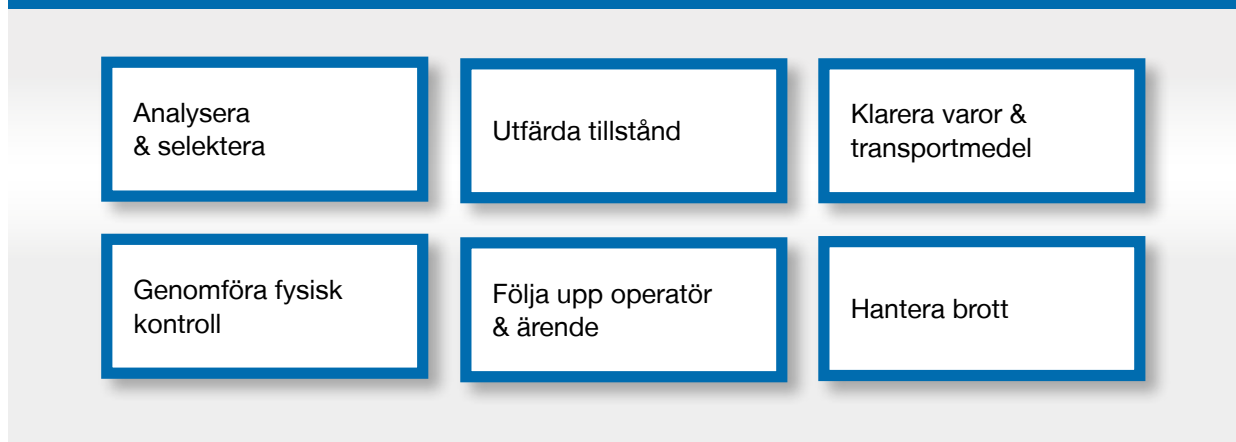 Analysera
& selektera
Utfärda tillstånd
Klarera varor &
transportmedel
Genomföra fysisk
kontroll
Följa upp operatör
& ärende
Hantera brott